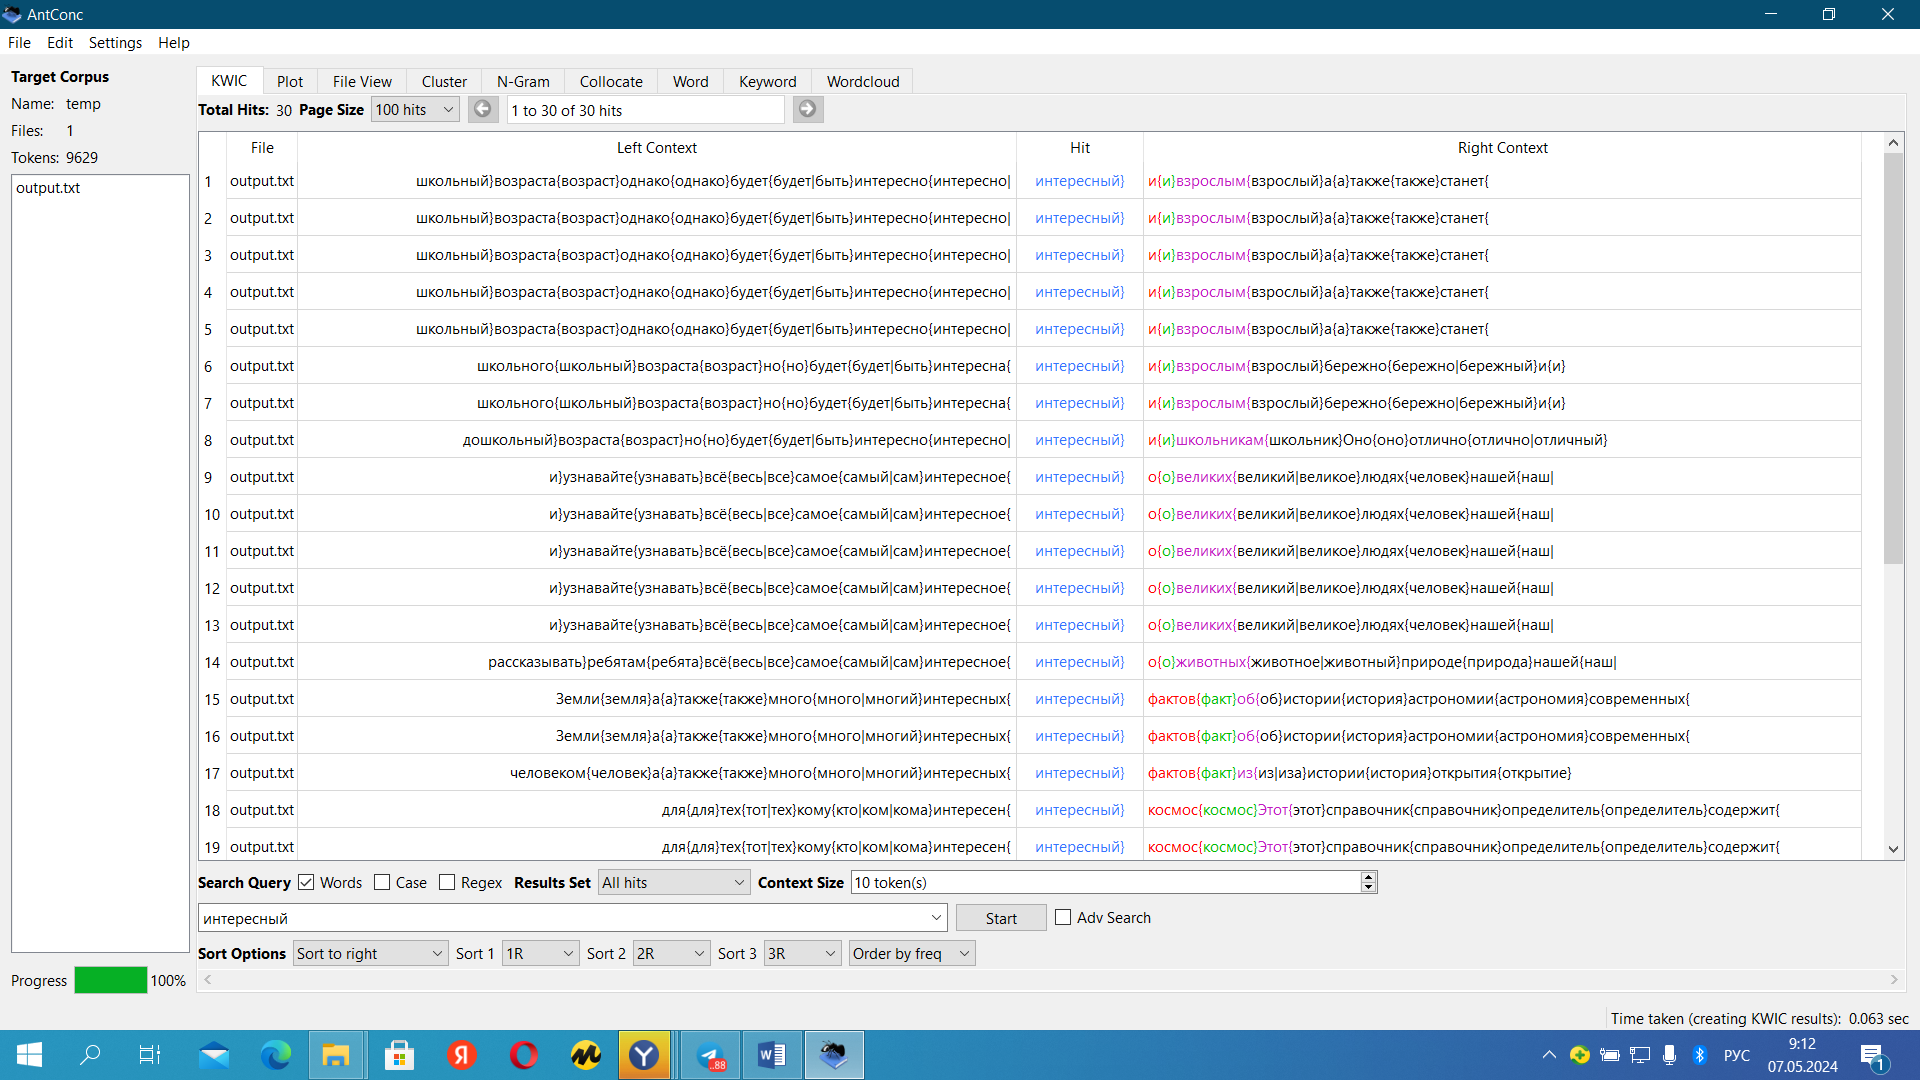 AntConc
File Edit Settings Help
Target Corpus
Name: temp
Files: 1
Tokens: 9629
output.txt
Progress 100%
KWIC Plot File View Cluster N-Gram Collocate Word Keyword Wordcloud
Total Hits: 30 Page Size 100 hits 1 to 30 of 30 hits
File Left Context Hit Right Context
1 output.txt школьный}возраста{возраст}однако{однако}будет{будет|быть}интересно{интересно| интересный} и{и}взрослым{взрослый}а{а}также{также}станет{
2 output.txt школьный}возраста{возраст}однако{однако}будет{будет|быть}интересно{интересно| интересный} и{и}взрослым{взрослый}а{а}также{также}станет{
3 output.txt школьный}возраста{возраст}однако{однако}будет{будет|быть}интересно{интересно| интересный} и{и}взрослым{взрослый}а{а}также{также}станет{
4 output.txt школьный}возраста{возраст}однако{однако}будет{будет|быть}интересно{интересно| интересный} и{и}взрослым{взрослый}а{а}также{также}станет{
5 output.txt школьный}возраста{возраст}однако{однако}будет{будет|быть}интересно{интересно| интересный} и{и}взрослым{взрослый}а{а}также{также}станет{
6 output.txt школьного{школьный}возраста{возраст}но{но}будет{будет|быть}интересна{ интересный} и{и}взрослым{взрослый}бережно{бережно|бережный}и{и}
7 output.txt школьного{школьный}возраста{возраст}но{но}будет{будет|быть}интересна{ интересный} и{и}взрослым{взрослый}бережно{бережно|бережный}и{и}
8 output.txt дошкольный}возраста{возраст}но{но}будет{будет|быть}интересно{интересно| интересный} и{и}школьникам{школьник}Оно{оно}отлично{отлично|отличный}
9 output.txt и}узнавайте{узнавать}всё{весь|все}самое{самый|сам}интересное{ интересный} о{о}великих{великий|великое}людях{человек}нашей{наш|
10 output.txt и}узнавайте{узнавать}всё{весь|все}самое{самый|сам}интересное{ интересный} о{о}великих{великий|великое}людях{человек}нашей{наш|
11 output.txt и}узнавайте{узнавать}всё{весь|все}самое{самый|сам}интересное{ интересный} о{о}великих{великий|великое}людях{человек}нашей{наш|
12 output.txt и}узнавайте{узнавать}всё{весь|все}самое{самый|сам}интересное{ интересный} о{о}великих{великий|великое}людях{человек}нашей{наш|
13 output.txt и}узнавайте{узнавать}всё{весь|все}самое{самый|сам}интересное{ интересный} о{о}великих{великий|великое}людях{человек}нашей{наш|
14 output.txt рассказывать}ребятам{ребята}всё{весь|все}самое{самый|сам}интересное{ интересный} о{о}животных{животное|животный}природе{природа}нашей{наш|
15 output.txt Земли{земля}а{а}также{также}много{много|многий}интересных{ интересный} фактов{факт}об{об}истории{история}астрономии{астрономия}современных{
16 output.txt Земли{земля}а{а}также{также}много{много|многий}интересных{ интересный} фактов{факт}об{об}истории{история}астрономии{астрономия}современных{
17 output.txt человеком{человек}а{а}также{также}много{много|многий}интересных{ интересный} фактов{факт}из{из|иза}истории{история}открытия{открытие}
18 output.txt для{для}тех{тот|тех}кому{кто|ком|кома}интересен{ интересный} космос{космос}Этот{этот}справочник{справочник}определитель{определитель}содержит{
19 output.txt для{для}тех{тот|тех}кому{кто|ком|кома}интересен{ интересный} космос{космос}Этот{этот}справочник{справочник}определитель{определитель}содержит{
Search Query Words Case Regex Results Set All hits Context Size 10 token(s)
интересный Start Adv Search
Sort Options Sort to right Sort 1 1R Sort 2 2R Sort 3 3R Order by freq
Time taken (creating KWIC results): 0.063 sec
Я Y ..88 W РУС 9:12
07.05.2024 1